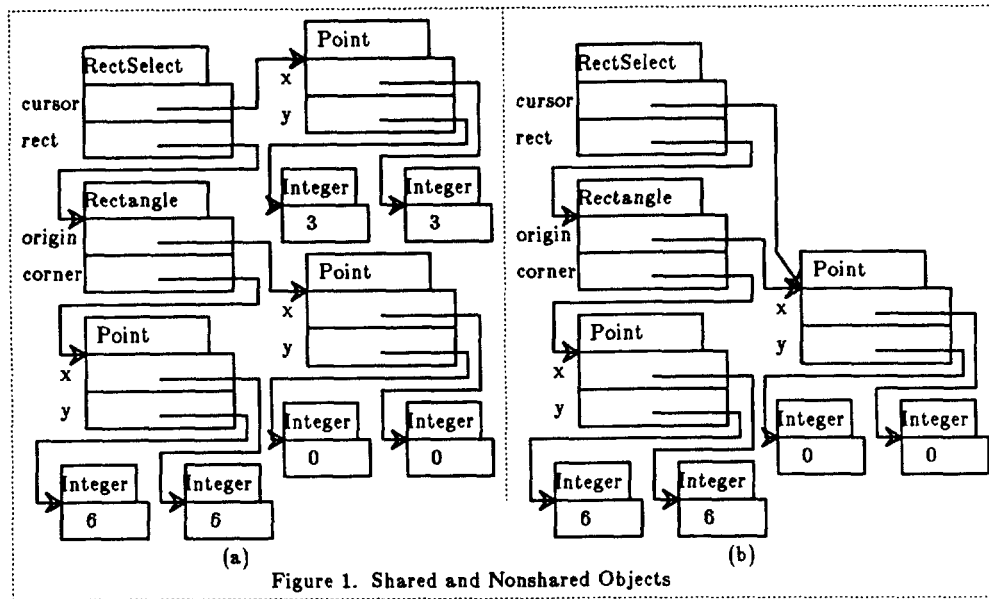 Point
RectSelect
x
cursor
y
rect
Integer
Integer
3
3
Rectangle
origin
corner
Point
x
y
Point
x
y
Integer
Integer
0
0
Integer
Integer
6
6
(a)
RectSelect
cursor
rect
Rectangle
origin
corner
Point
x
y
Point
x
y
Integer
Integer
0
0
Integer
Integer
6
6
(b)
Figure 1. Shared and Nonshared Objects